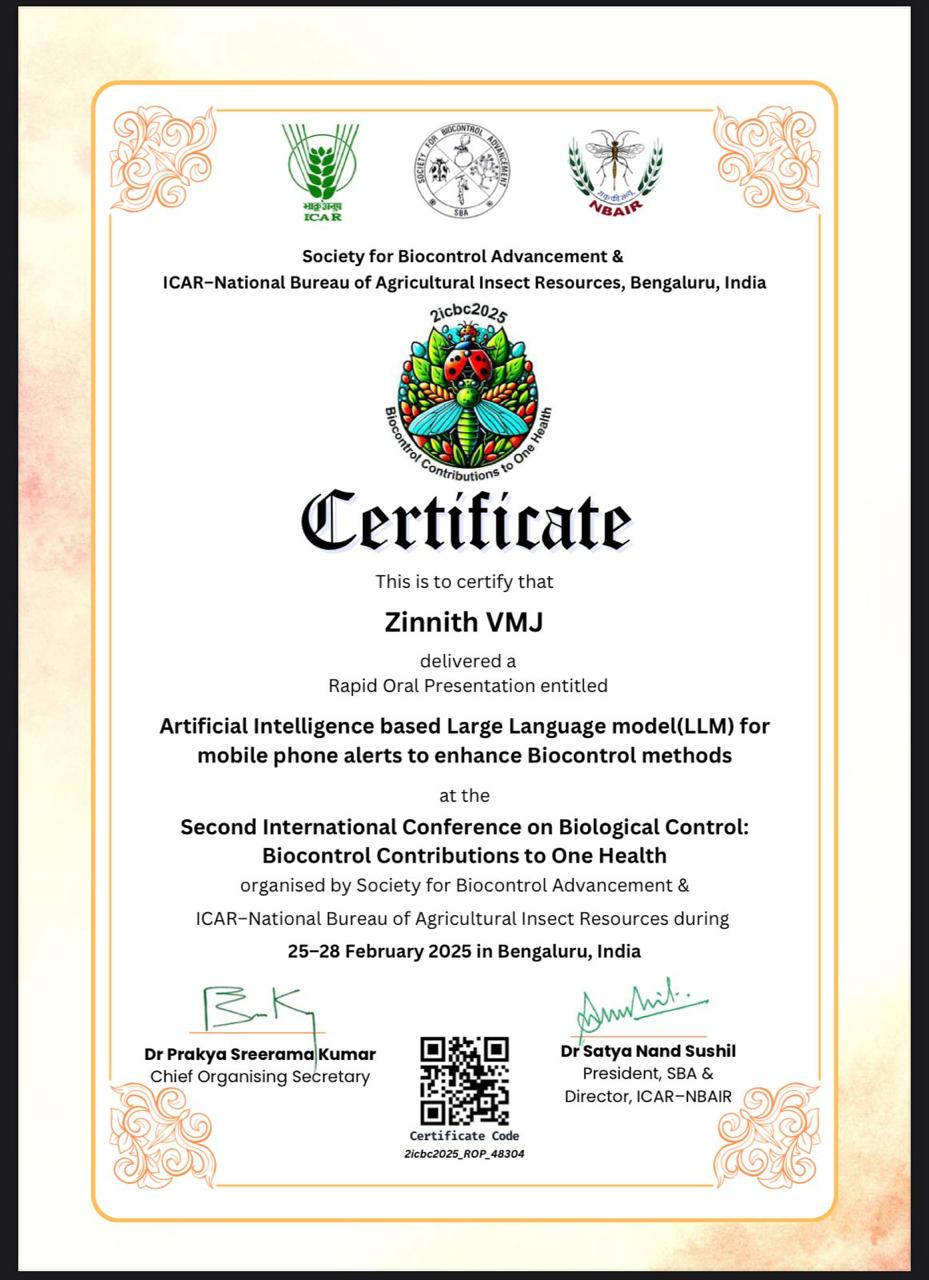 भाकृअनुप
ICAR
SOCIETY FOR BIOCONTROL ADVANCEMENT
SBA
NBAIR
Society for Biocontrol Advancement &
ICAR–National Bureau of Agricultural Insect Resources, Bengaluru, India
2icbc2025
Biocontrol Contributions to One Health
Certificate
This is to certify that
Zinnith VMJ
delivered a
Rapid Oral Presentation entitled
Artificial Intelligence based Large Language model(LLM) for
mobile phone alerts to enhance Biocontrol methods
at the
Second International Conference on Biological Control:
Biocontrol Contributions to One Health
organised by Society for Biocontrol Advancement &
ICAR–National Bureau of Agricultural Insect Resources during
25–28 February 2025 in Bengaluru, India
Dr Prakya Sreerama Kumar
Chief Organising Secretary
Dr Satya Nand Sushil
President, SBA &
Director, ICAR–NBAIR
Certificate Code
2icbc2025_ROP_48304